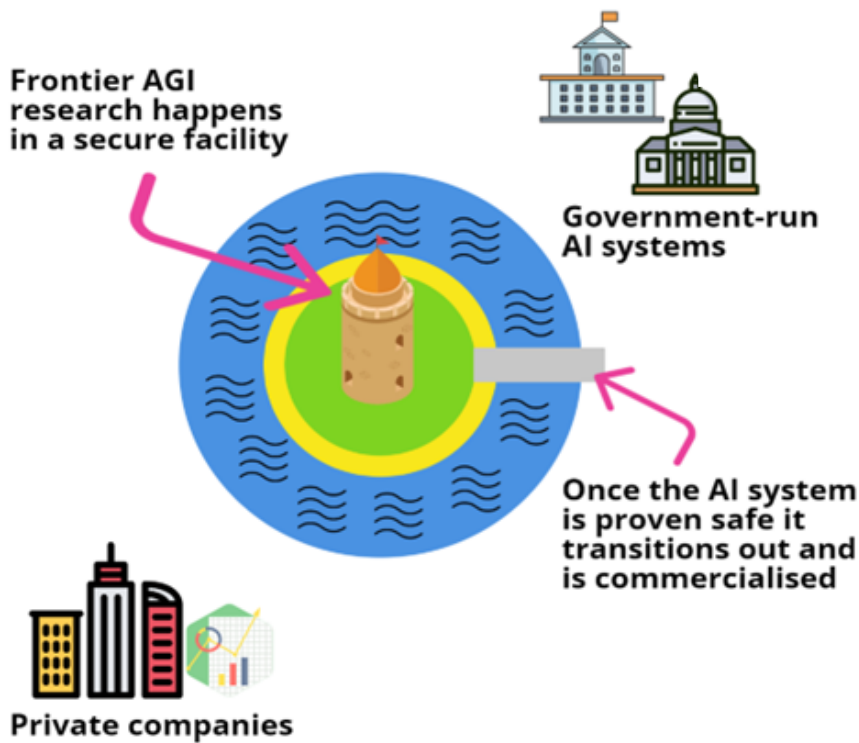 Frontier AGI
research happens
in a secure facility
Government-run
AI systems
Once the AI system
is proven safe it
transitions out and
is commercialised
Private companies